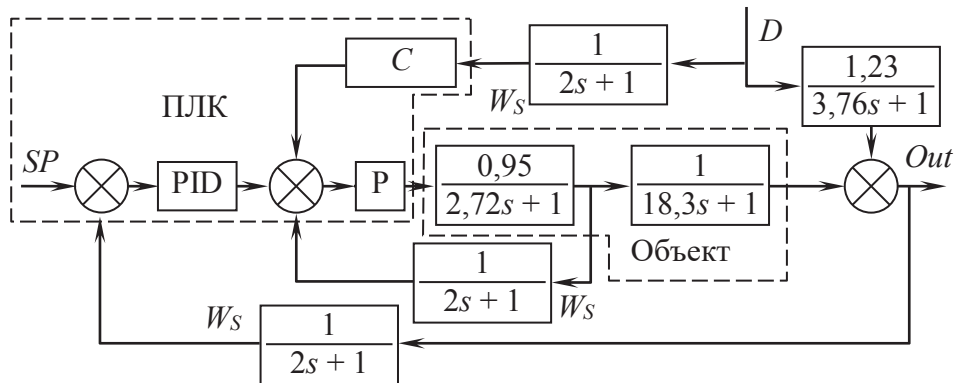 D
1
2s + 1
C
1,23
3,76s + 1
W_S
ПЛК
SP
PID
P
0,95
2,72s + 1
1
18,3s + 1
Out
Объект
1
2s + 1
W_S
W_S
1
2s + 1